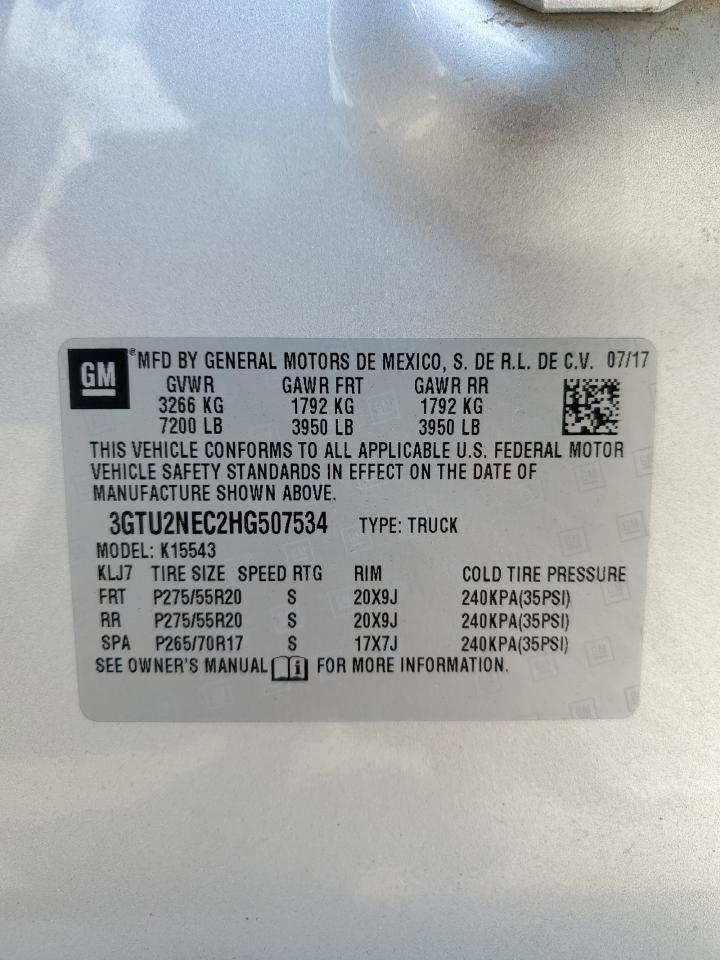 GM ® MFD BY GENERAL MOTORS DE MEXICO, S. DE R.L. DE C.V. 07/17
GVWR GAWR FRT GAWR RR
3266 KG 1792 KG 1792 KG
7200 LB 3950 LB 3950 LB
THIS VEHICLE CONFORMS TO ALL APPLICABLE U.S. FEDERAL MOTOR
VEHICLE SAFETY STANDARDS IN EFFECT ON THE DATE OF
MANUFACTURE SHOWN ABOVE.
3GTU2NEC2HG507534 TYPE: TRUCK
MODEL: K15543
KLJ7 TIRE SIZE SPEED RTG RIM COLD TIRE PRESSURE
FRT P275/55R20 S 20X9J 240KPA(35PSI)
RR P275/55R20 S 20X9J 240KPA(35PSI)
SPA P265/70R17 S 17X7J 240KPA(35PSI)
SEE OWNER'S MANUAL i FOR MORE INFORMATION.